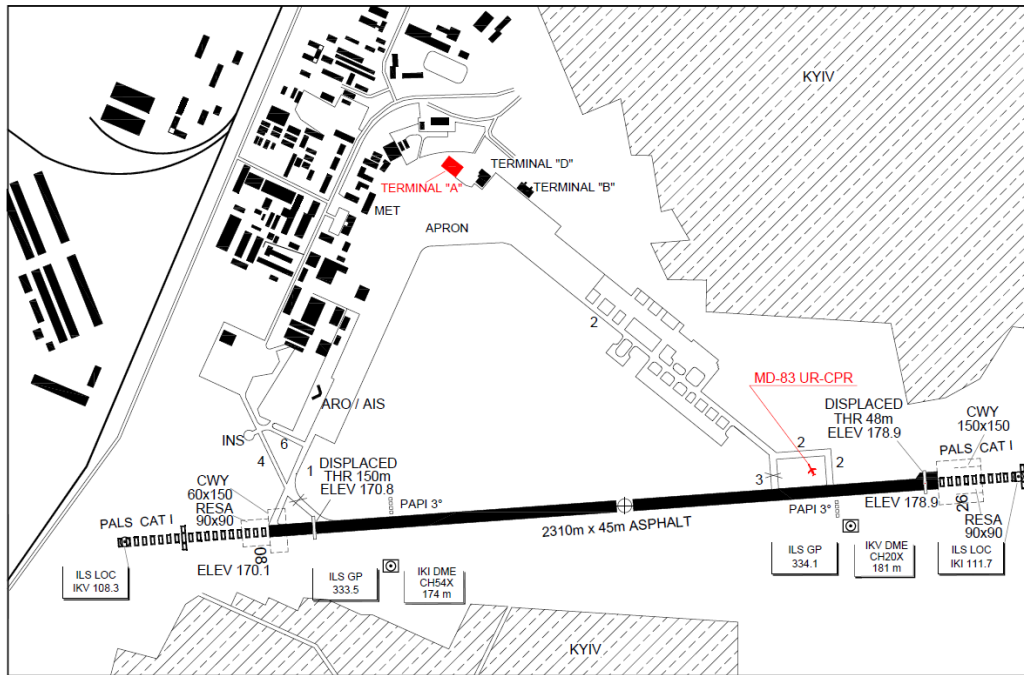 KYIV
TERMINAL "D"
TERMINAL "A"
TERMINAL "B"
MET
APRON
2
MD-83 UR-CPR
ARO / AIS
DISPLACED
THR 48m
ELEV 178.9
CWY
150x150
PALS CAT I
INS
6
4
1
2
2
3
DISPLACED
THR 150m
ELEV 170.8
CWY
60x150
RESA
90x90
PALS CAT I
PAPI 3°
2310m x 45m ASPHALT
PAPI 3°
ELEV 178.9
26
RESA
90x90
08
ELEV 170.1
ILS LOC
IKV 108.3
ILS GP
333.5
IKI DME
CH54X
174 m
ILS GP
334.1
IKV DME
CH20X
181 m
ILS LOC
IKI 111.7
KYIV